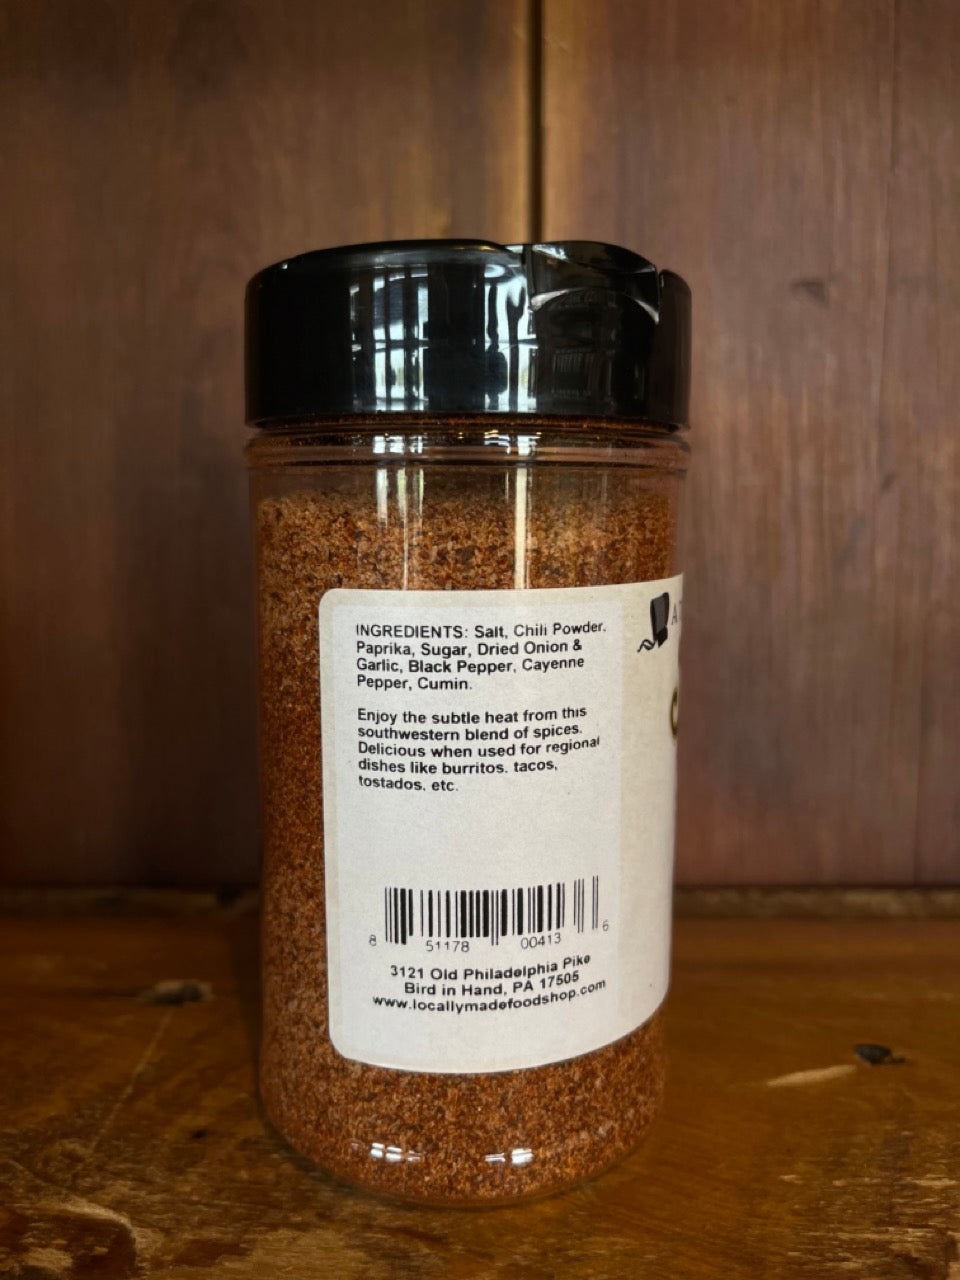 INGREDIENTS: Salt, Chili Powder,
Paprika, Sugar, Dried Onion &
Garlic, Black Pepper, Cayenne
Pepper, Cumin.
Enjoy the subtle heat from this
southwestern blend of spices.
Delicious when used for regional
dishes like burritos, tacos,
tostados, etc.
8 51178 00413 6
3121 Old Philadelphia Pike
Bird in Hand, PA 17505
www.locallymadefoodshop.com